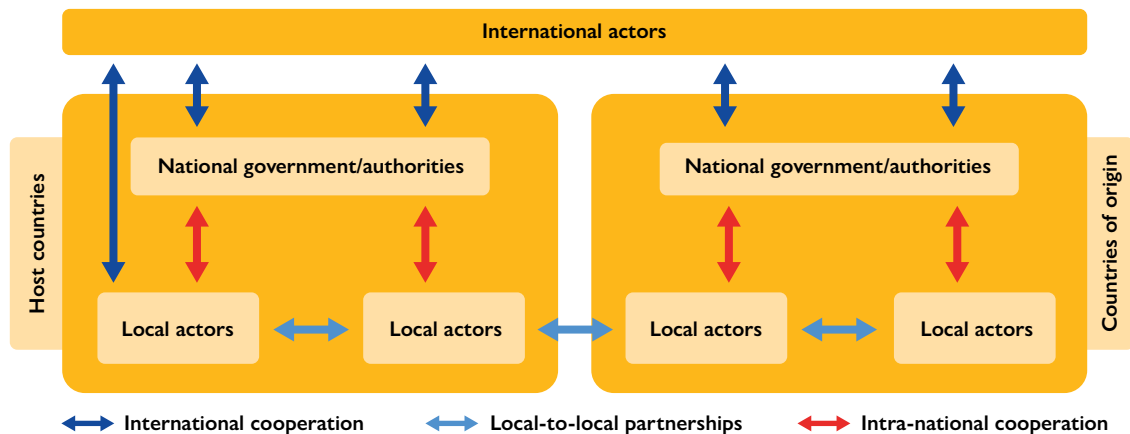 International actors
National government/authorities
National government/authorities
Host countries
Countries of origin
Local actors
Local actors
Local actors
Local actors
International cooperation
Local-to-local partnerships
Intra-national cooperation